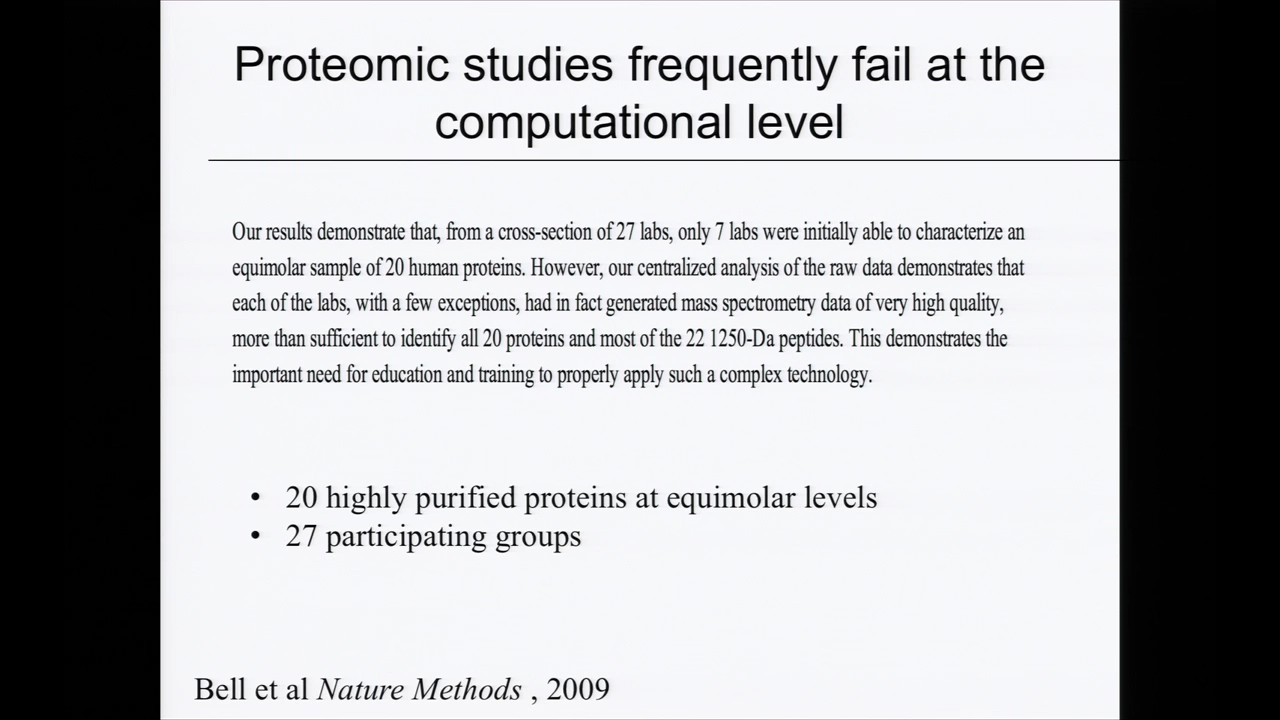 Proteomic studies frequently fail at the
computational level
Our results demonstrate that, from a cross-section of 27 labs, only 7 labs were initially able to characterize an
equimolar sample of 20 human proteins. However, our centralized analysis of the raw data demonstrates that
each of the labs, with a few exceptions, had in fact generated mass spectrometry data of very high quality,
more than sufficient to identify all 20 proteins and most of the 22 1250-Da peptides. This demonstrates the
important need for education and training to properly apply such a complex technology.
• 20 highly purified proteins at equimolar levels
• 27 participating groups
Bell et al Nature Methods , 2009